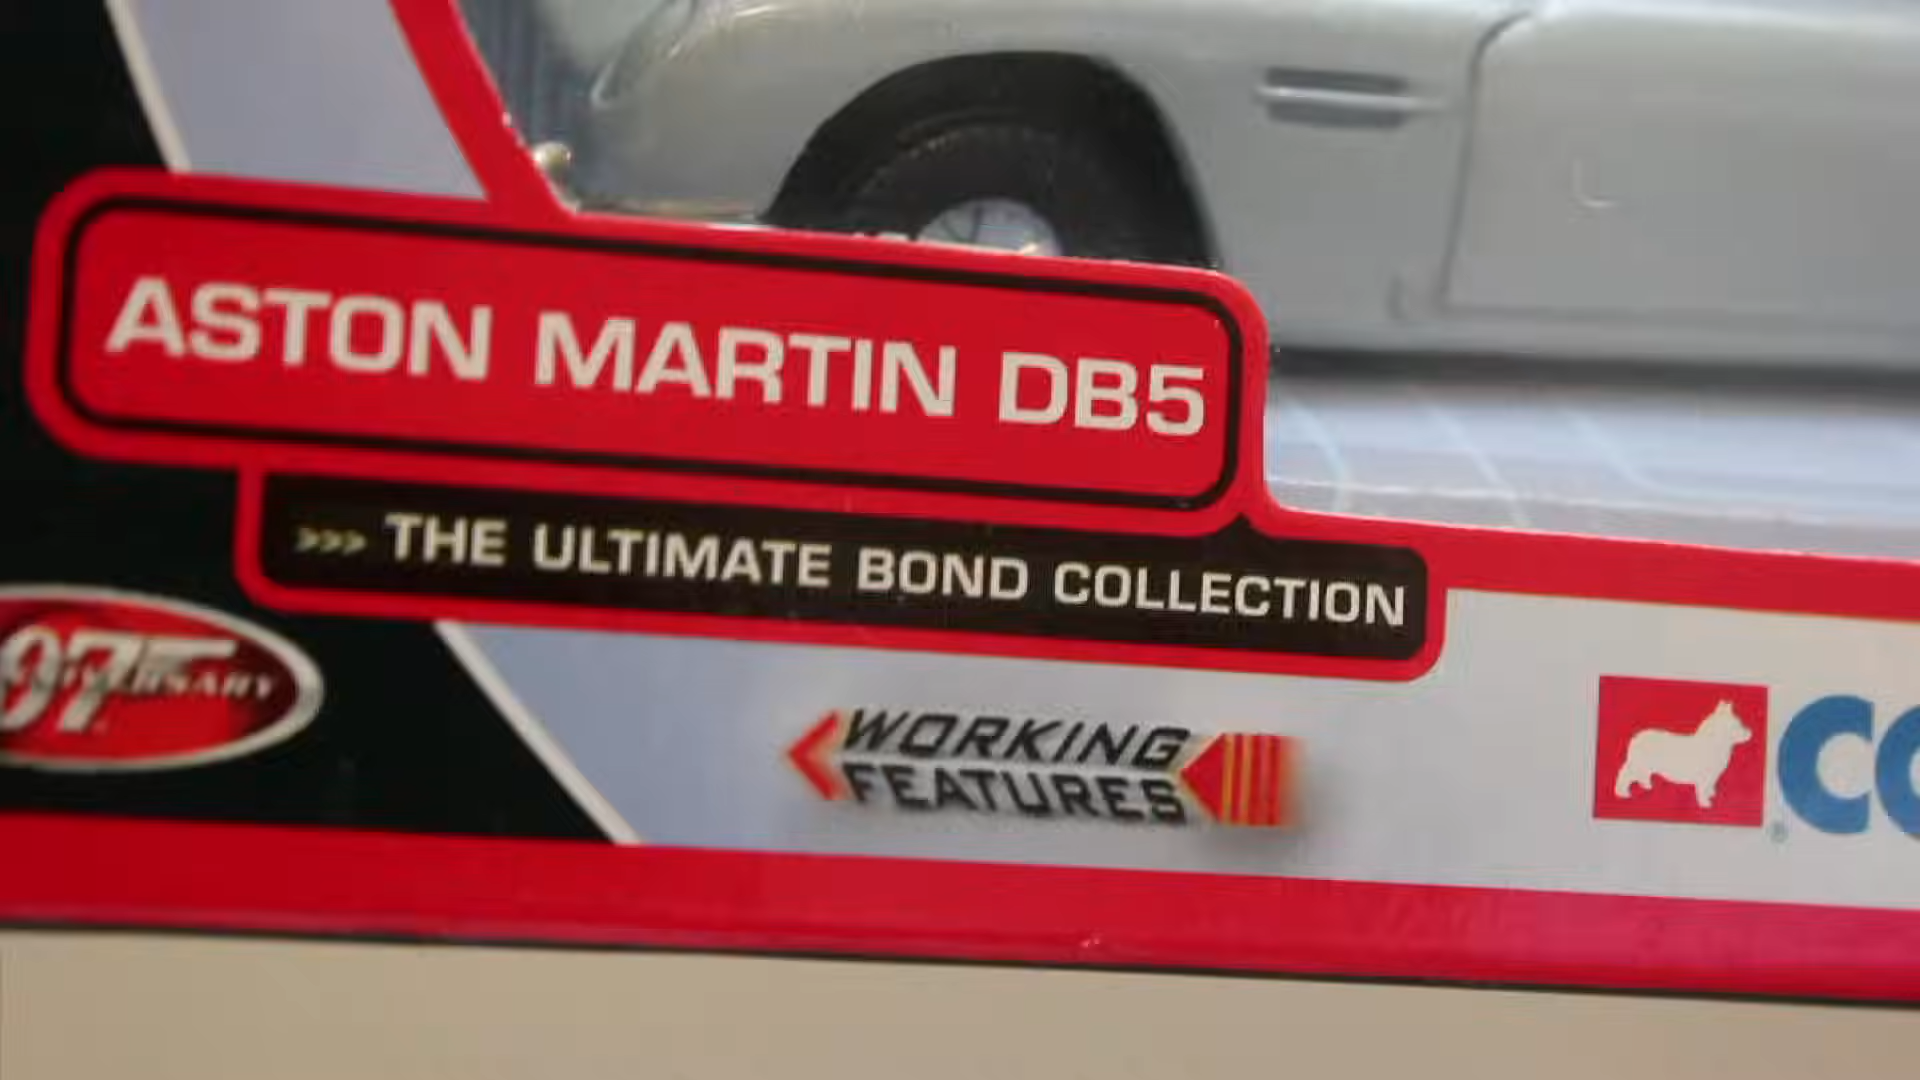 ASTON MARTIN DB5
>>> THE ULTIMATE BOND COLLECTION
WORKING
FEATURES